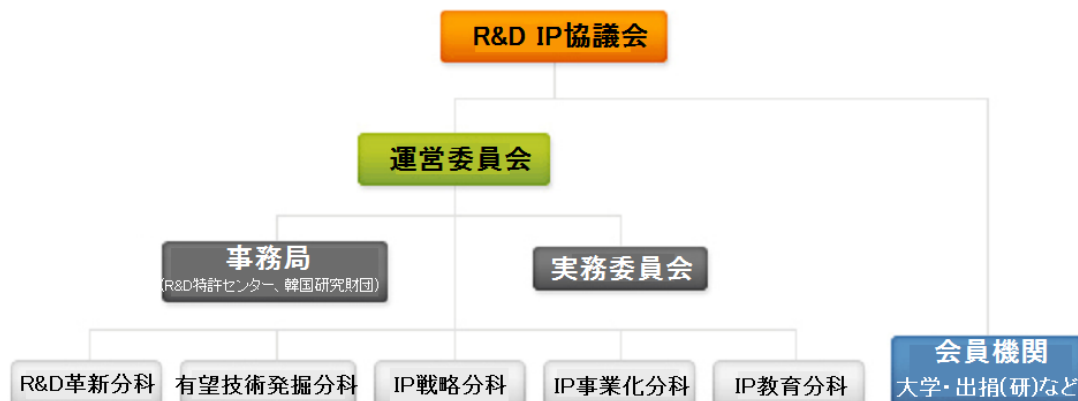 R&D IP協議会
運営委員会
事務局
(R&D特許センター、韓国研究財団)
実務委員会
R&D革新分科
有望技術発掘分科
IP戦略分科
IP事業化分科
IP教育分科
会員機関
大学・出捐(研)など